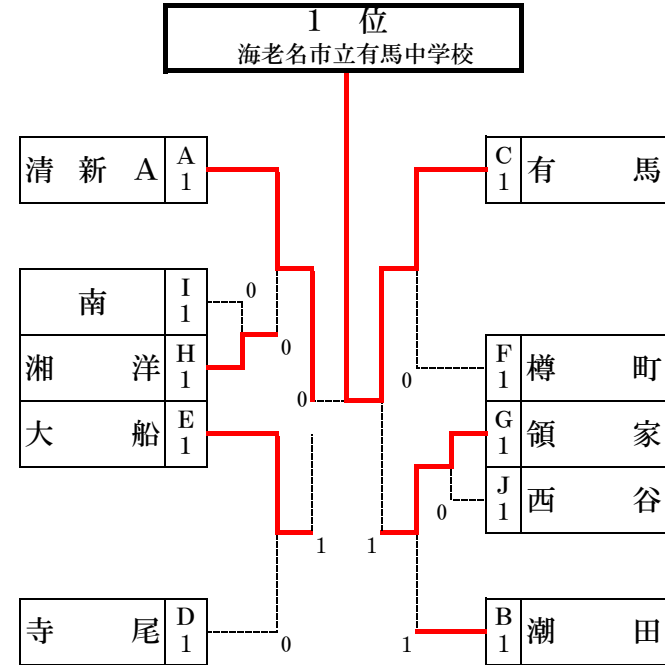 1 位
海老名市立有馬中学校
清 新 A A 1
C 1 有 馬
南 I 1
0
湘 洋 H 1
0
F 1 樽 町
0
0
大 船 E 1
G 1 領 家
J 1 西 谷
0
1
1
寺 尾 D 1
0
1
B 1 潮 田